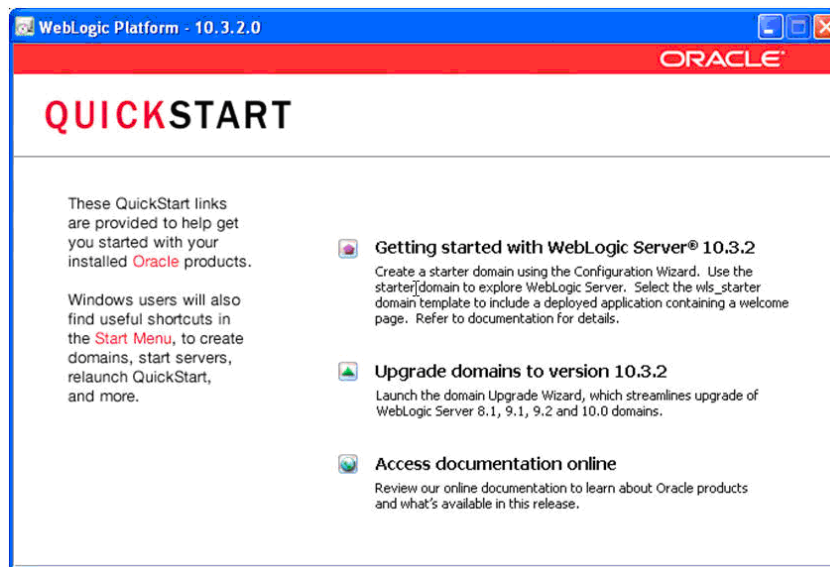 WebLogic Platform - 10.3.2.0
ORACLE
QUICKSTART
These QuickStart links
are provided to help get
you started with your
installed Oracle products.
Windows users will also
find useful shortcuts in
the Start Menu, to create
domains, start servers,
relaunch QuickStart,
and more.
Getting started with WebLogic Server® 10.3.2
Create a starter domain using the Configuration Wizard. Use the
starter domain to explore WebLogic Server. Select the wls_starter
domain template to include a deployed application containing a welcome
page. Refer to documentation for details.
Upgrade domains to version 10.3.2
Launch the domain Upgrade Wizard, which streamlines upgrade of
WebLogic Server 8.1, 9.1, 9.2 and 10.0 domains.
Access documentation online
Review our online documentation to learn about Oracle products
and what's available in this release.